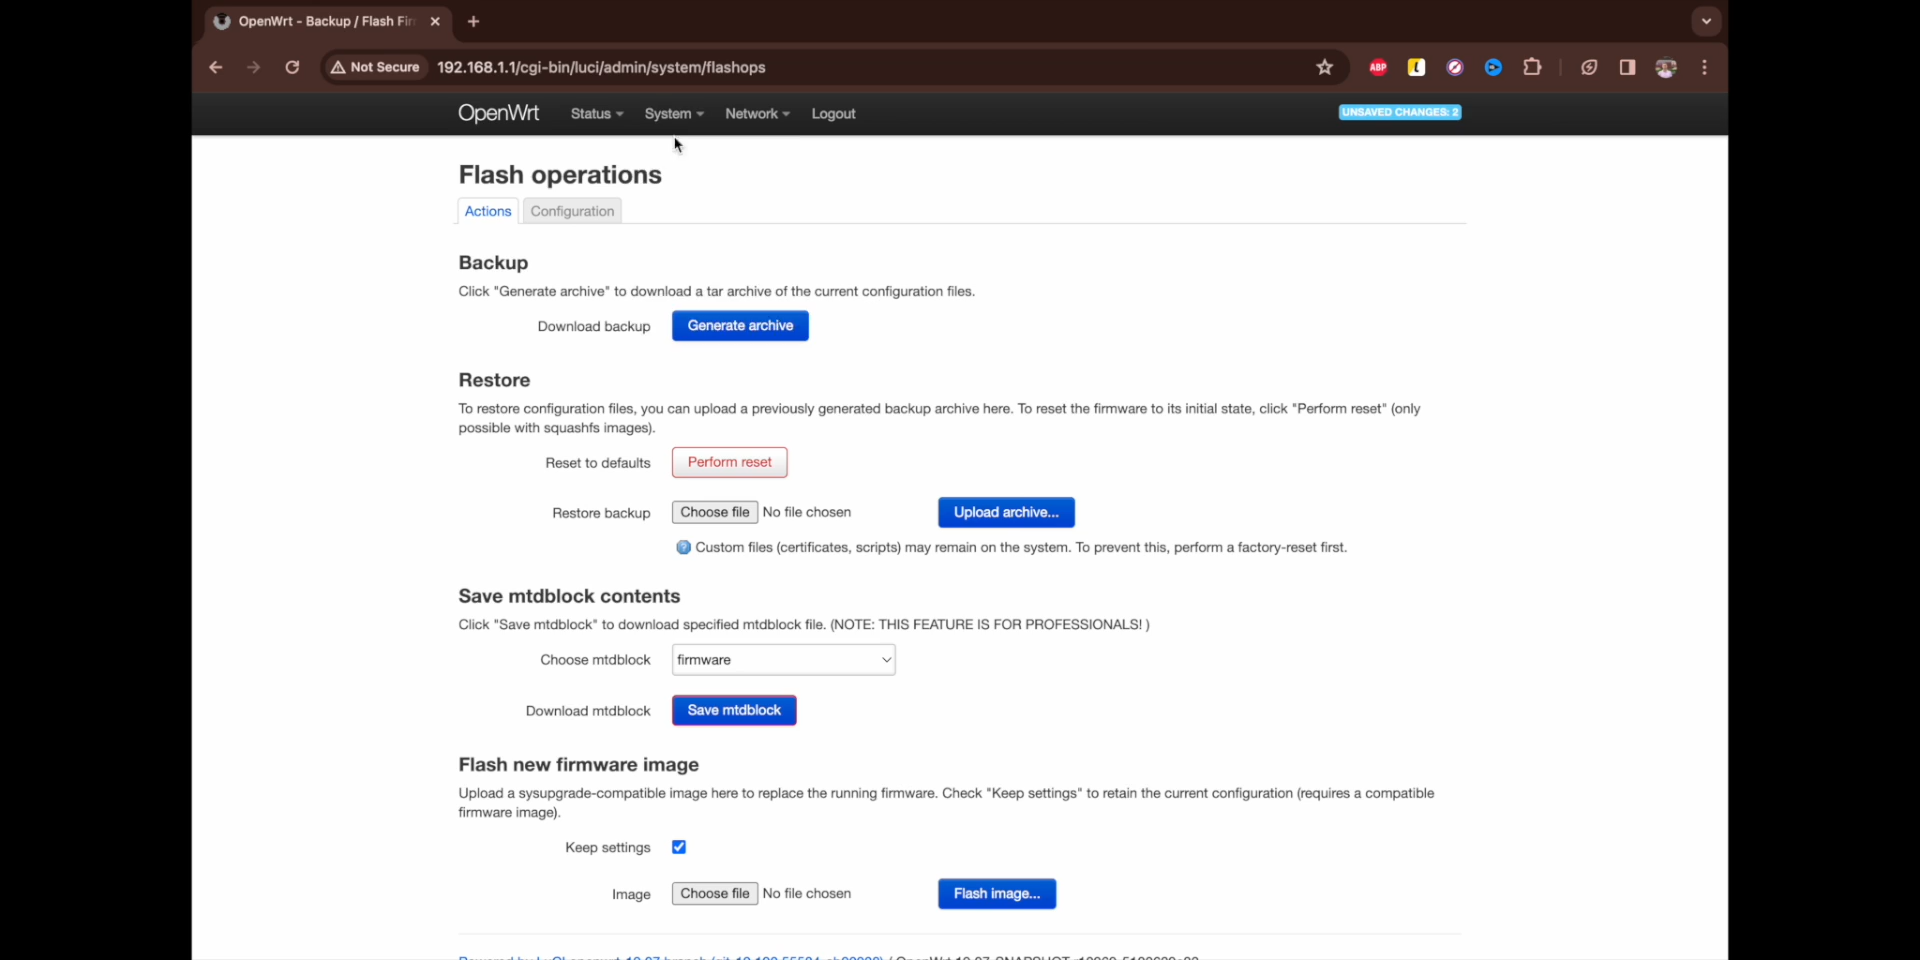 OpenWrt - Backup / Flash Fir
Not Secure
192.168.1.1/cgi-bin/luci/admin/system/flashops
ABP
OpenWrt
Status
System
Network
Logout
UNSAVED CHANGES: 2
Flash operations
Actions
Configuration
Backup
Click "Generate archive" to download a tar archive of the current configuration files.
Download backup
Generate archive
Restore
To restore configuration files, you can upload a previously generated backup archive here. To reset the firmware to its initial state, click "Perform reset" (only
possible with squashfs images).
Reset to defaults
Perform reset
Restore backup
Choose file No file chosen
Upload archive...
Custom files (certificates, scripts) may remain on the system. To prevent this, perform a factory-reset first.
Save mtdblock contents
Click "Save mtdblock" to download specified mtdblock file. (NOTE: THIS FEATURE IS FOR PROFESSIONALS! )
Choose mtdblock
firmware
Download mtdblock
Save mtdblock
Flash new firmware image
Upload a sysupgrade-compatible image here to replace the running firmware. Check "Keep settings" to retain the current configuration (requires a compatible
firmware image).
Keep settings
Image
Choose file No file chosen
Flash image...